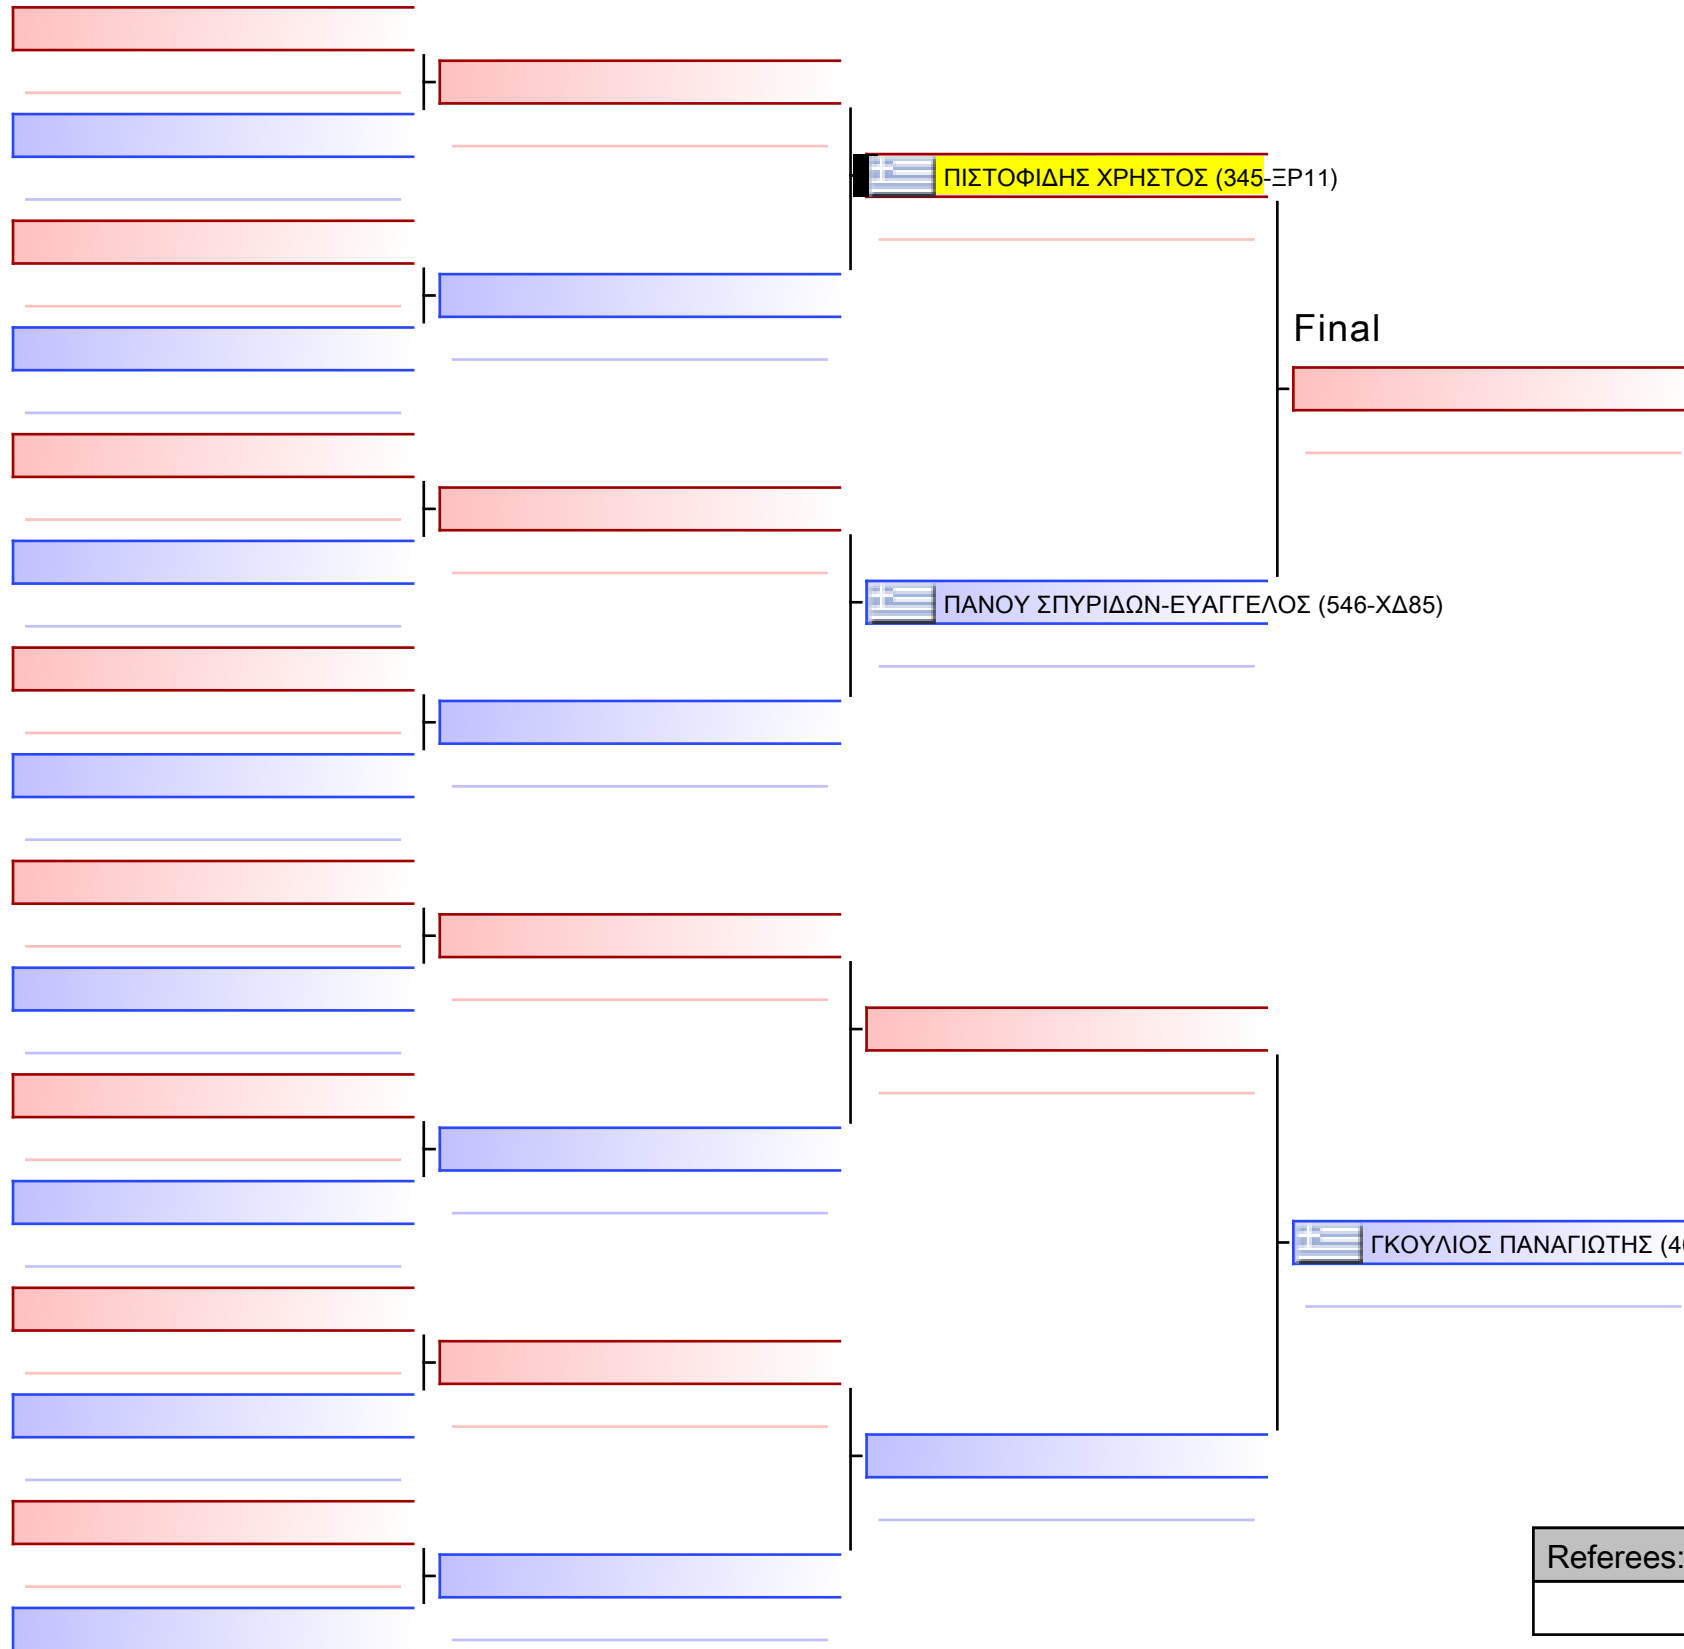 ΠΙΣΤΟΦΙΔΗΣ ΧΡΗΣΤΟΣ (345-ΞΡ11)
Final
ΠΑΝΟΥ ΣΠΥΡΙΔΩΝ-ΕΥΑΓΓΕΛΟΣ (546-ΧΔ85)
ΓΚΟΥΛΙΟΣ ΠΑΝΑΓΙΩΤΗΣ
Referees: